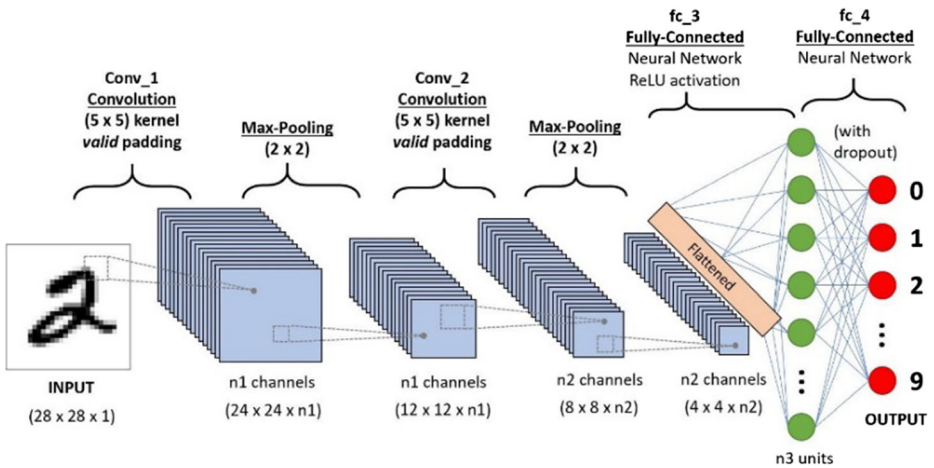 fc_3
Fully-Connected
Neural Network
ReLU activation
fc_4
Fully-Connected
Neural Network
Conv_1
Convolution
(5 x 5) kernel
valid padding
Max-Pooling
(2 x 2)
Conv_2
Convolution
(5 x 5) kernel
valid padding
Max-Pooling
(2 x 2)
(with
dropout)
Flattened
0
1
2
9
INPUT
(28 x 28 x 1)
n1 channels
(24 x 24 x n1)
n1 channels
(12 x 12 x n1)
n2 channels
(8 x 8 x n2)
n2 channels
(4 x 4 x n2)
OUTPUT
n3 units
2